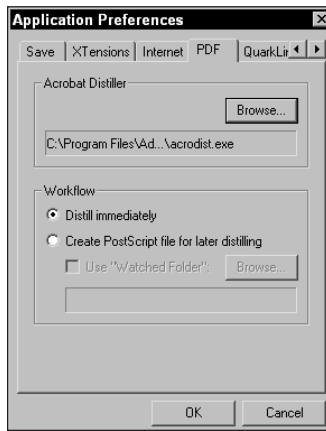 Application Preferences
Save XTensions Internet PDF QuarkLir
Acrobat Distiller
Browse...
C:\Program Files\Ad...\acrodist.exe
Workflow
Distill immediately
Create PostScript file for later distilling
Use "Watched Folder": Browse...
OK Cancel